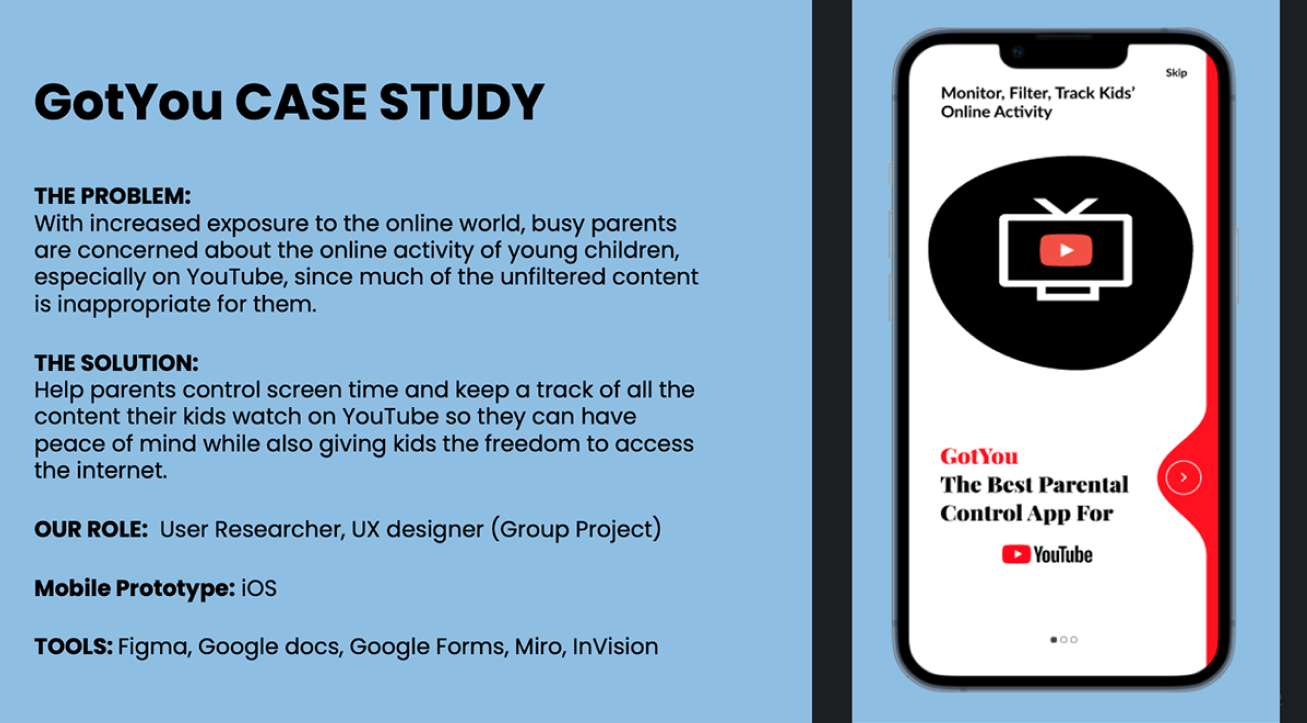 GotYou CASE STUDY
THE PROBLEM:
With increased exposure to the online world, busy parents
are concerned about the online activity of young children,
especially on YouTube, since much of the unfiltered content
is inappropriate for them.
THE SOLUTION:
Help parents control screen time and keep a track of all the
content their kids watch on YouTube so they can have
peace of mind while also giving kids the freedom to access
the internet.
OUR ROLE: User Researcher, UX designer (Group Project)
Mobile Prototype: iOS
TOOLS: Figma, Google docs, Google Forms, Miro, InVision
Skip
Monitor, Filter, Track Kids'
Online Activity
GotYou
The Best Parental
Control App For
YouTube